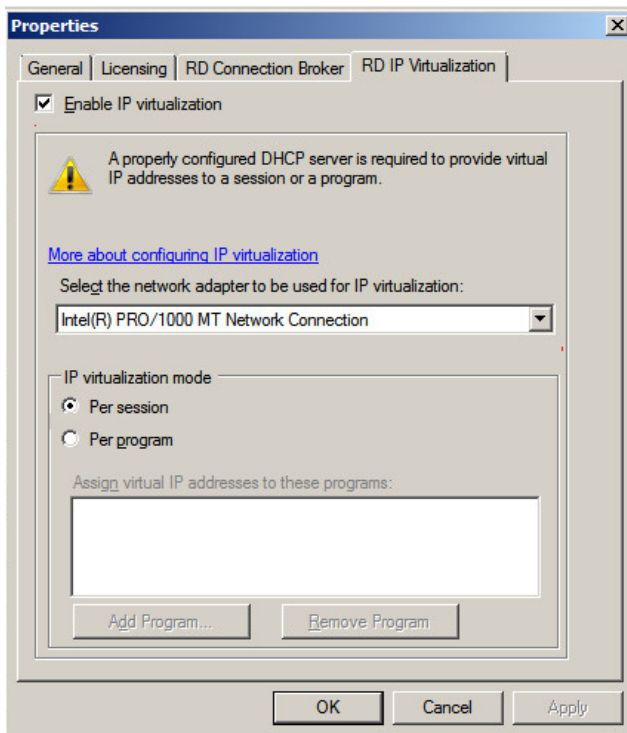 Properties
General
Licensing
RD Connection Broker
RD IP Virtualization
Enable IP virtualization
A properly configured DHCP server is required to provide virtual
IP addresses to a session or a program.
More about configuring IP virtualization
Select the network adapter to be used for IP virtualization:
Intel(R) PRO/1000 MT Network Connection
IP virtualization mode
Per session
Per program
Assign virtual IP addresses to these programs:
Add Program...
Remove Program
OK
Cancel
Apply